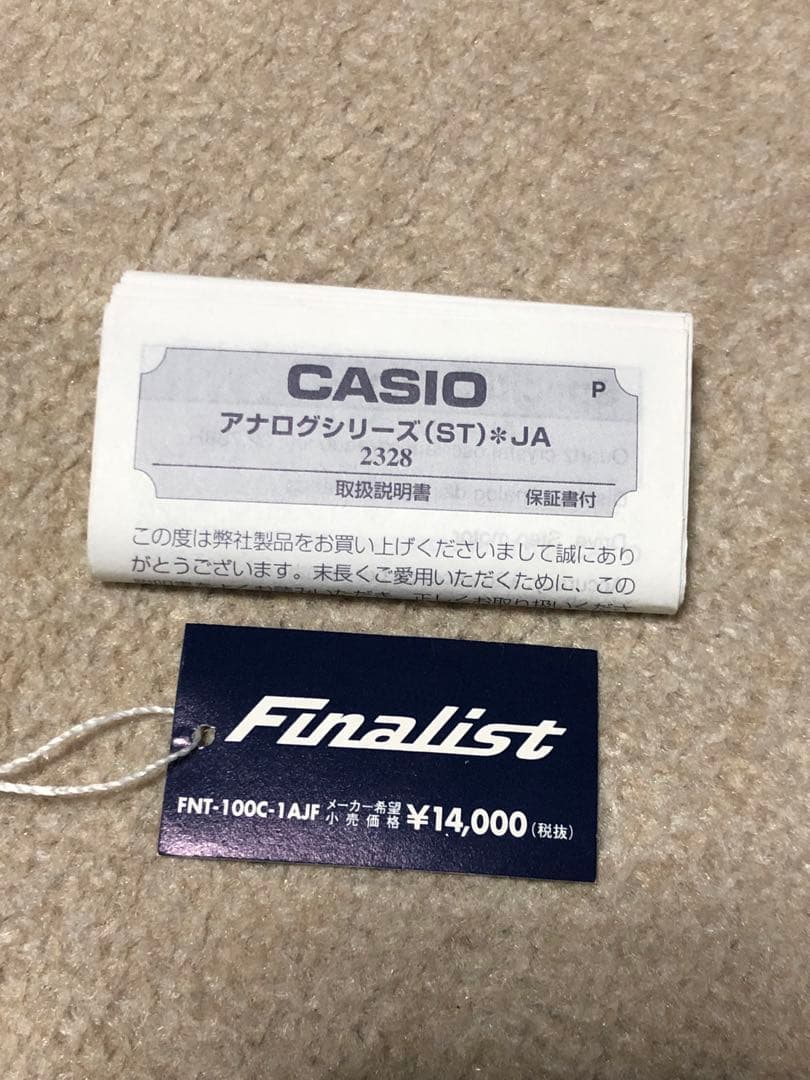 CASIO
P
アナログシリーズ(ST)*JA
2328
取扱説明書 保証書付
この度は弊社製品をお買い上げくださいまして誠にあり
がとうございます。末長くご愛用いただくために、この
Finalist
FNT-100C-1AJF メーカー希望小売価格 ¥14,000(税抜)